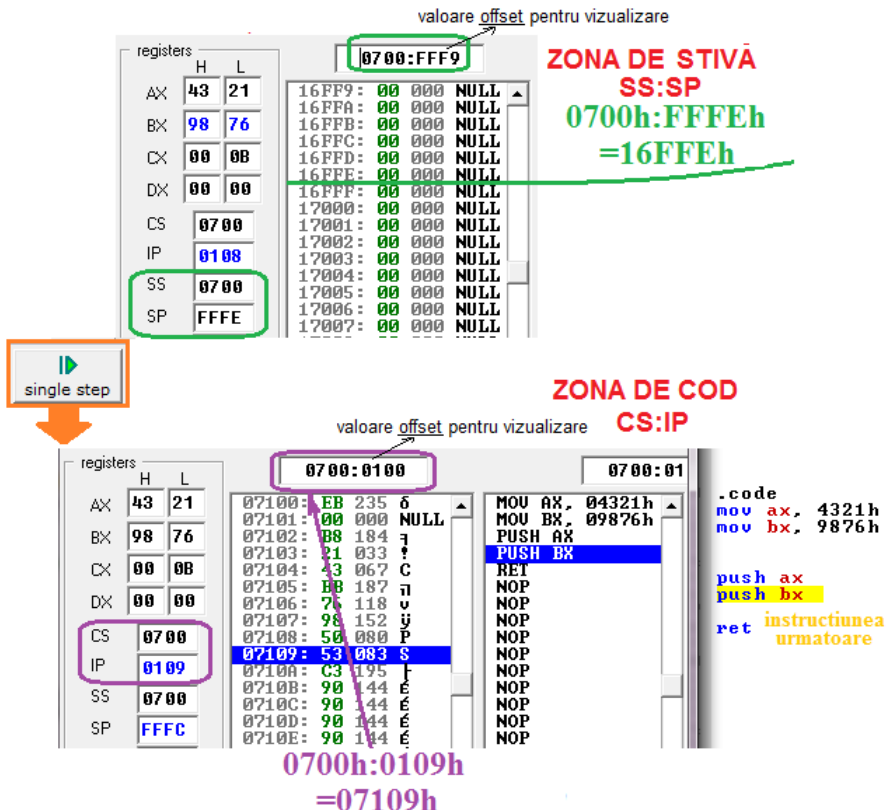 valoare offset pentru vizualizare
registers
H L
0700:FFF9
ZONA DE STIVĂ
SS:SP
0700h:FFFEh
=16FFEh
AX 43 21
BX 98 76
CX 00 0B
DX 00 00
CS 0700
IP 0108
SS 0700
SP FFFE
16FF9: 00 000 NULL
16FFA: 00 000 NULL
16FFB: 00 000 NULL
16FFC: 00 000 NULL
16FFD: 00 000 NULL
16FFE: 00 000 NULL
16FFF: 00 000 NULL
17000: 00 000 NULL
17001: 00 000 NULL
17002: 00 000 NULL
17003: 00 000 NULL
17004: 00 000 NULL
17005: 00 000 NULL
17006: 00 000 NULL
17007: 00 000 NULL
single step
ZONA DE COD
CS:IP
valoare offset pentru vizualizare
registers
H L
0700:0100
0700:01
AX 43 21
BX 98 76
CX 00 0B
DX 00 00
CS 0700
IP 0109
SS 0700
SP FFFC
07100: EB 235 δ
07101: 00 000 NULL
07102: B8 184 ╕
07103: 21 033 !
07104: 43 067 C
07105: BB 187 ╗
07106: 76 118 v
07107: 98 152 ÿ
07108: 50 080 P
07109: 53 083 S
0710A: C3 195 ├
0710B: 90 144 É
0710C: 90 144 É
0710D: 90 144 É
0710E: 90 144 É
MOV AX, 04321h
MOV BX, 09876h
PUSH AX
PUSH BX
RET
NOP
NOP
NOP
NOP
NOP
NOP
NOP
NOP
NOP
NOP
.code
mov ax, 4321h
mov bx, 9876h
push ax
push bx
ret
instructiunea
urmatoare
0700h:0109h
=07109h